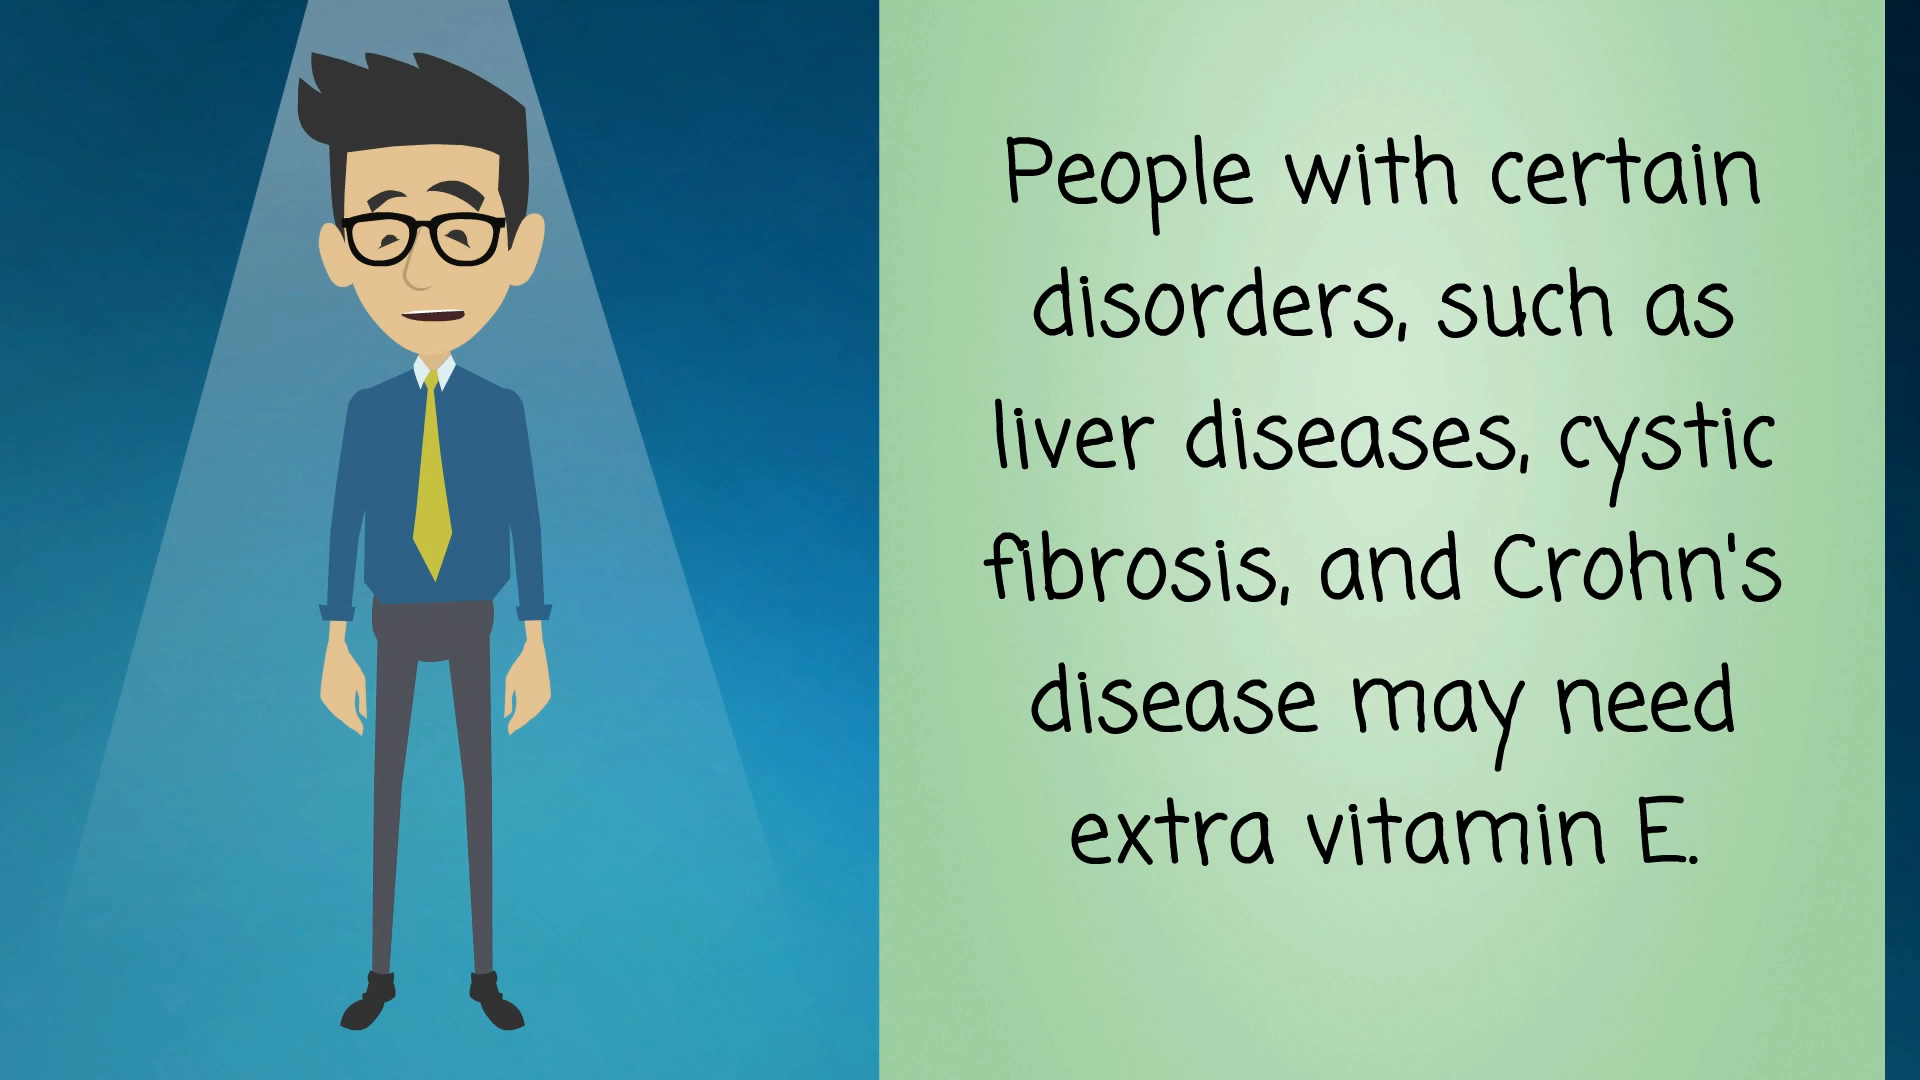 People with certain
disorders, such as
liver diseases, cystic
fibrosis, and Crohn's
disease may need
extra vitamin E.